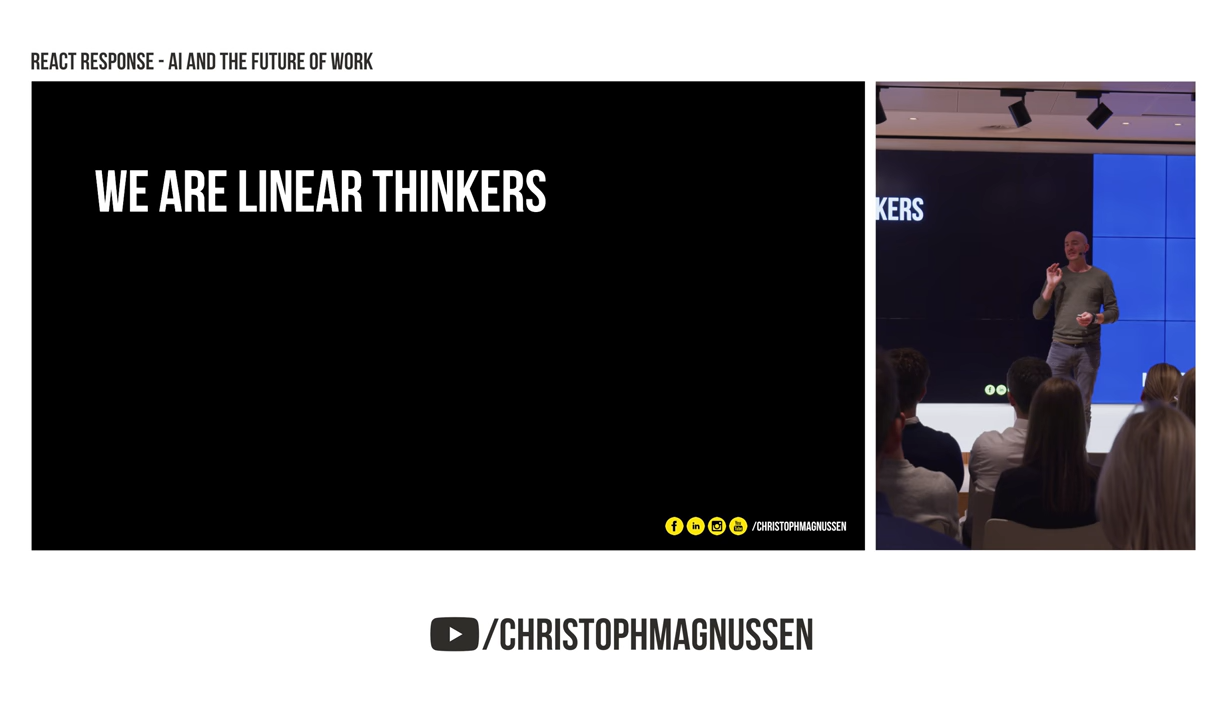 REACT RESPONSE - AI AND THE FUTURE OF WORK
WE ARE LINEAR THINKERS
/CHRISTOPHMAGNUSSEN
KERS
/CHRISTOPHMAGNUSSEN